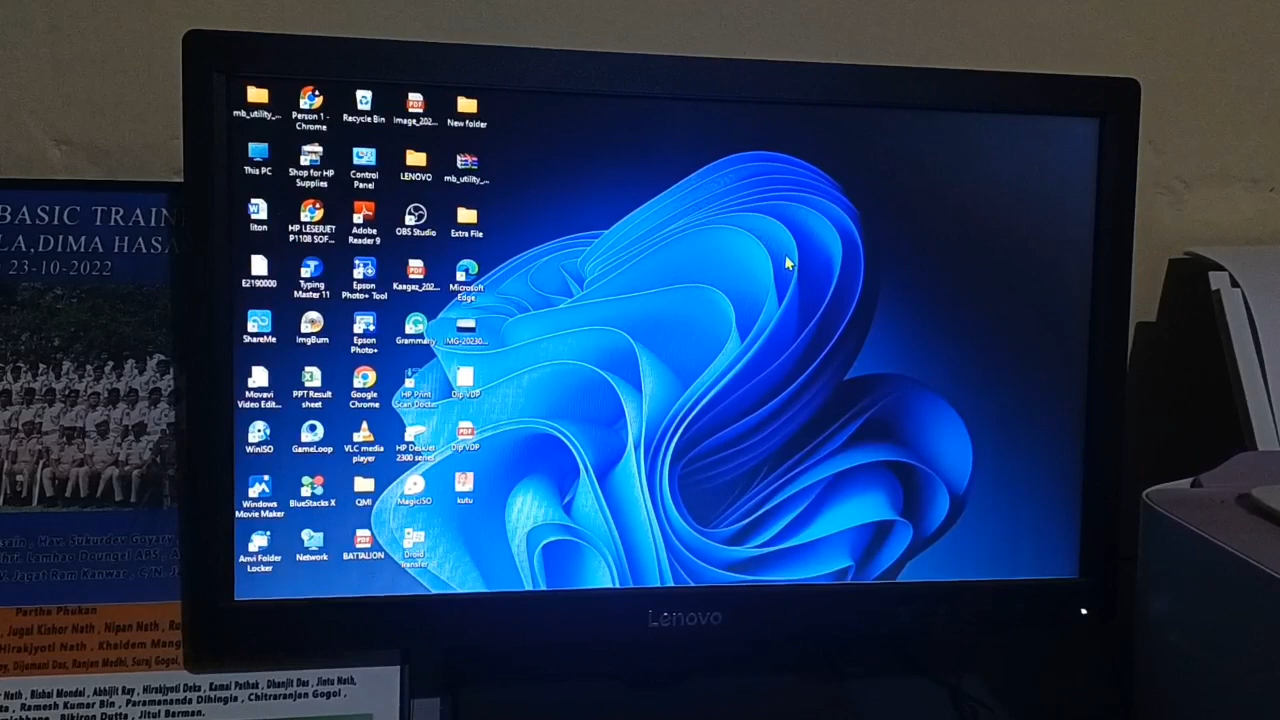 BASIC TRAIN
LA,DIMA HASA
23-10-2022
Partha Phukan
, Jugal Kishor Nath , Nipan Nath , Ru
Hirakjyoti Nath , Khaidem Mang
ey, Dijamani Das, Ranjan Medhi, Suraj Gogoi,
Nath , Bishal Mondal , Abhijit Ray , Hirakjyoti Deka , Kamal Pathak , Dhanjit Das , Jintu Nath,
ta , Ramesh Kumar Bin , Paramananda Dihingia , Chitraranjan Gogoi ,
, Bikiron Dutta , Jitul Barman.
mb_utility_...
Person 1 -
Chrome
Recycle Bin
Image_202...
New folder
This PC
Shop for HP
Supplies
Control
Panel
LENOVO
mb_utility_...
liton
HP LESERJET
P1108 SOF...
Adobe
Reader 9
OBS Studio
Extra File
E2190000
Typing
Master 11
Epson
Photo+ Tool
Kaagaz_202...
Microsoft
Edge
ShareMe
ImgBurn
Epson
Photo+
Grammarly
IMG-20230...
Movavi
Video Edit...
PPT Result
sheet
Google
Chrome
HP Print
Scan Doct...
Dip VDP
WinISO
GameLoop
VLC media
player
HP DeskJet
2300 series
Dip VDP
Windows
Movie Maker
BlueStacks X
QMI
MagicISO
kutu
Anvi Folder
Locker
Network
BATTALION
Droid
Transfer
Lenovo